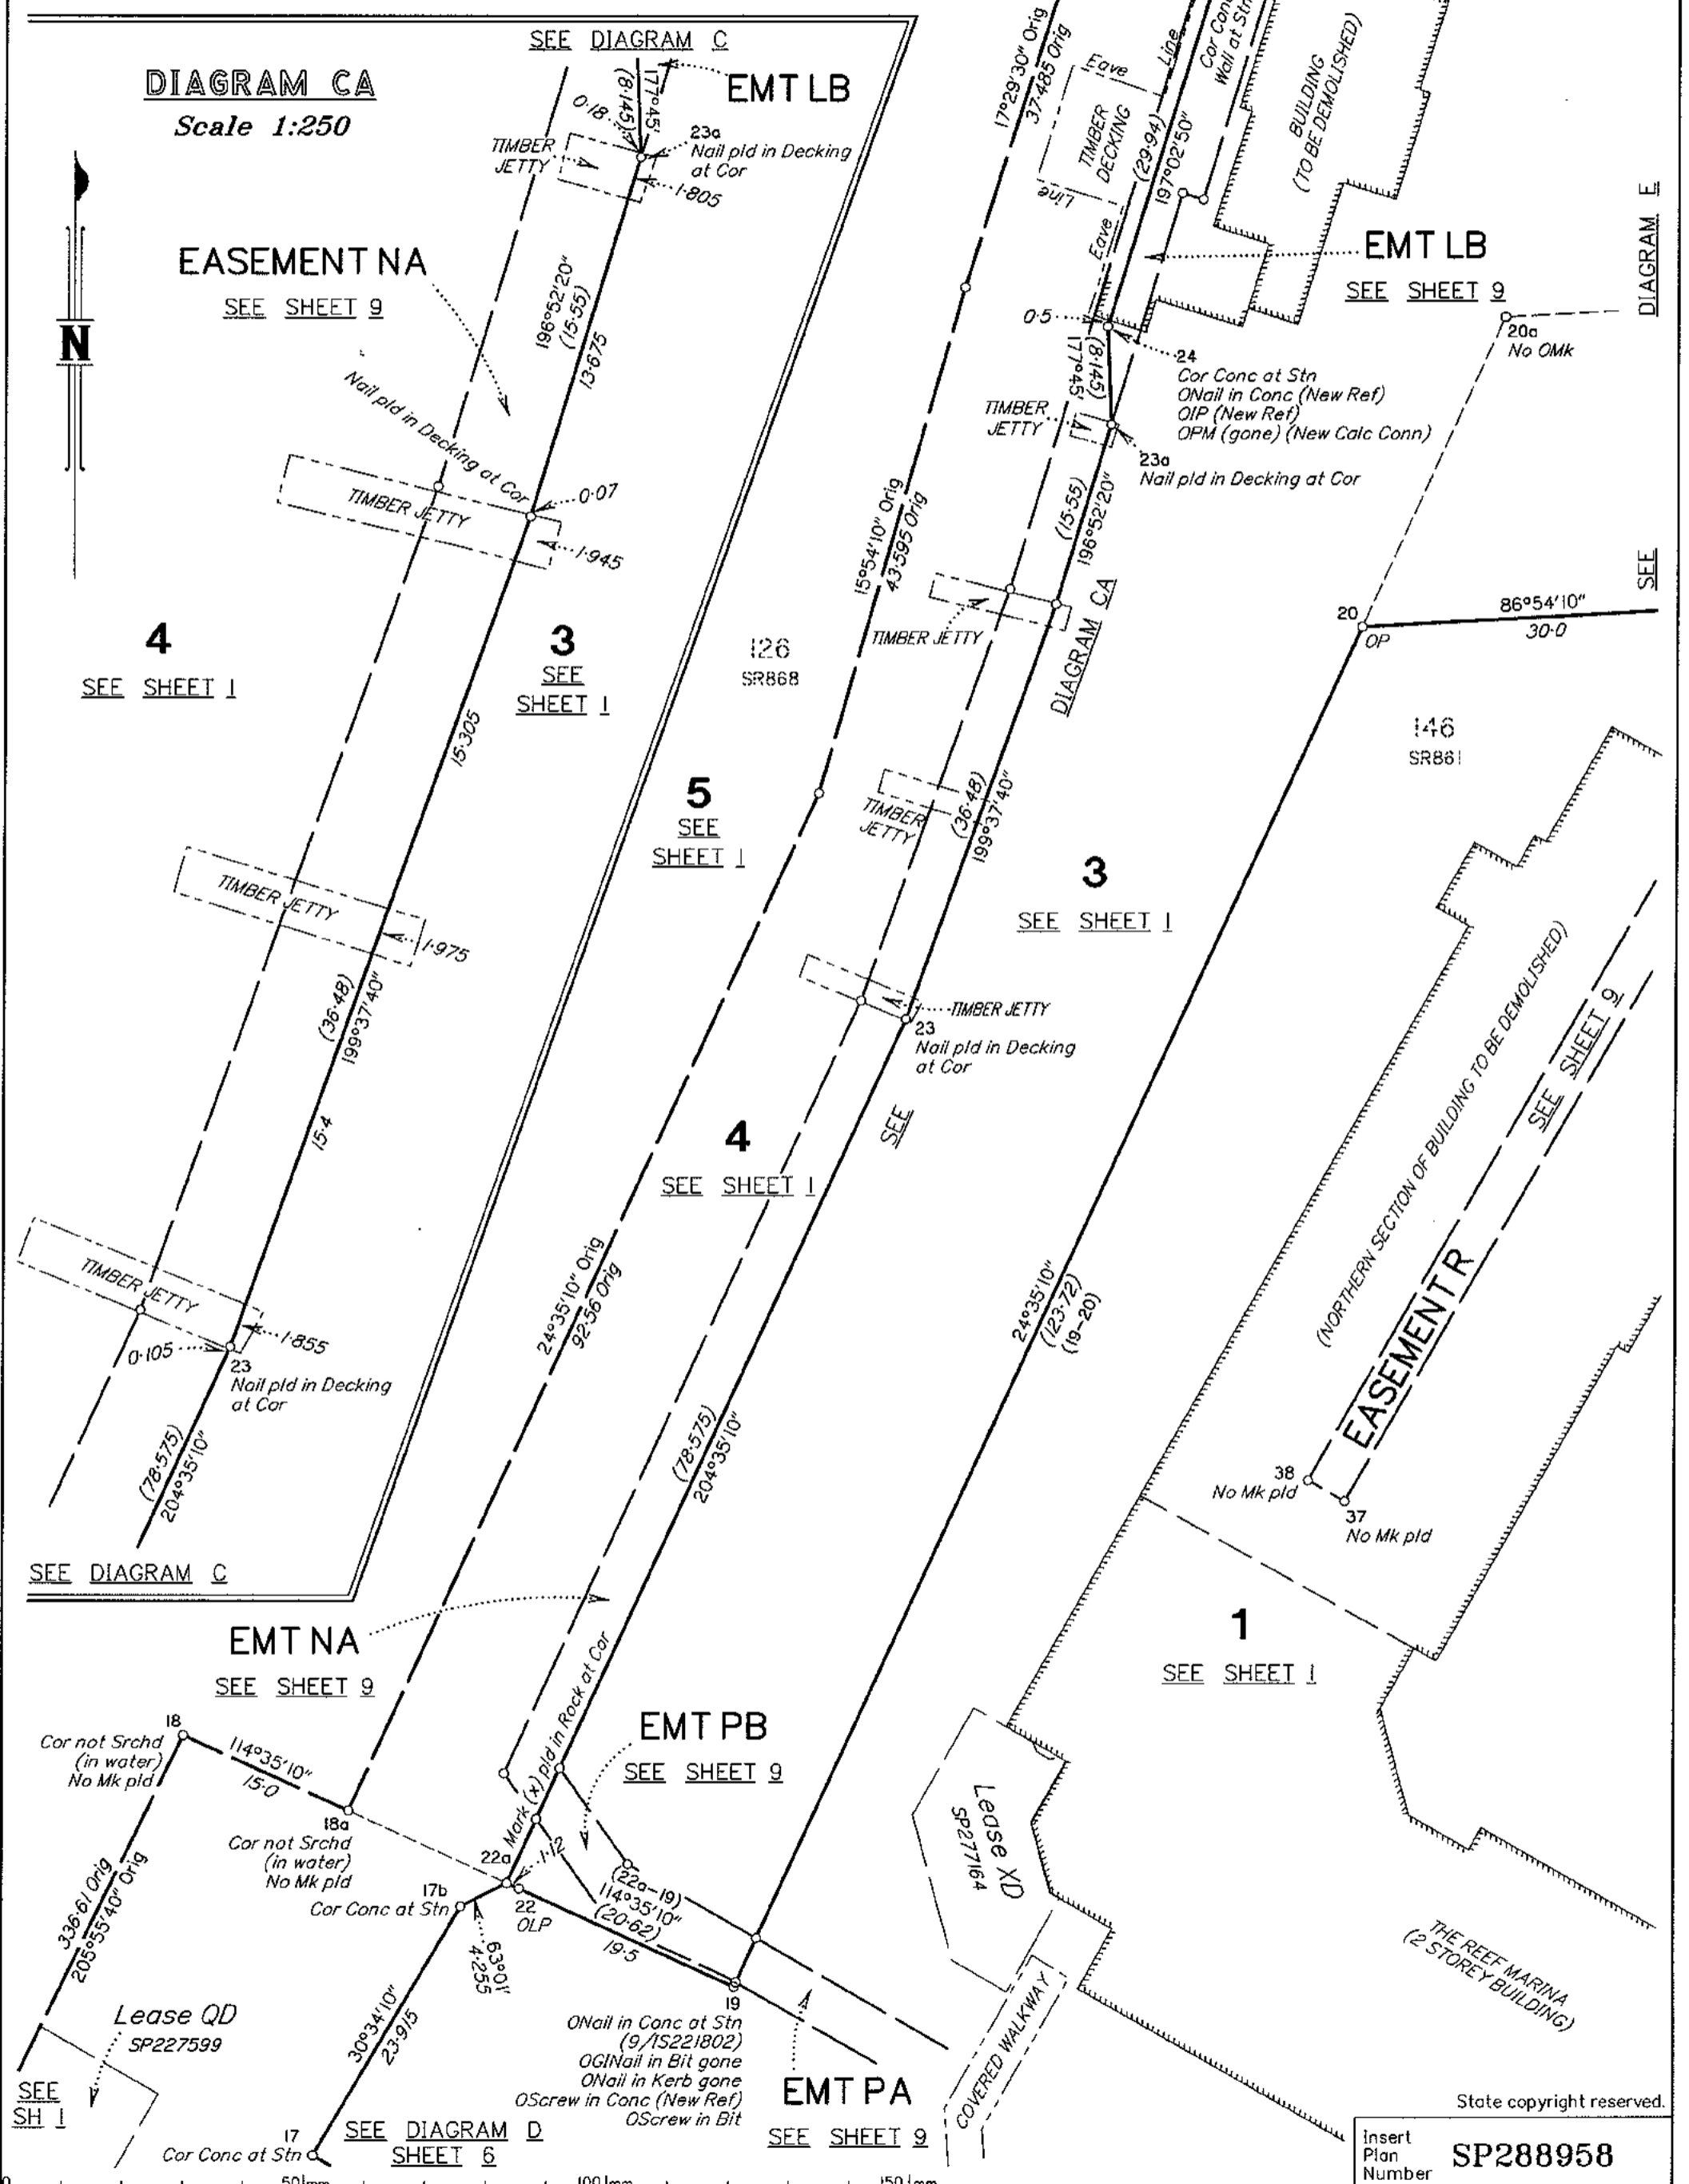 SEE DIAGRAM C
DIAGRAM CA
Scale 1:250
EMT LB
0·18
(8·145)
177°45'
23a
Nail pld in Decking
at Cor
TIMBER
JETTY
1·805
EASEMENT NA
SEE SHEET 9
N
196°52'20"
(15·55)
13·675
Nail pld in Decking at Cor
0·07
TIMBER JETTY
1·945
4
SEE SHEET 1
3
SEE
SHEET 1
15·305
TIMBER JETTY
1·975
(36·48)
199°37'40"
15·4
TIMBER JETTY
0·105
1·855
23
Nail pld in Decking
at Cor
(78·575)
204°35'10"
SEE DIAGRAM C
17°29'30" Orig
37·485 Orig
Eave
Line
TIMBER
DECKING
Line
Eave
(29·94)
197°02'50"
Wall at Stn
BUILDING
(TO BE DEMOLISHED)
EMT LB
SEE SHEET 9
DIAGRAM E
SEE
0·5
(8·145)
177°45'
24
Cor Conc at Stn
ONail in Conc (New Ref)
OIP (New Ref)
OPM (gone) (New Calc Conn)
20a
No OMk
TIMBER
JETTY
23a
Nail pld in Decking at Cor
(15·55)
196°52'20"
15°54'10" Orig
43·595 Orig
126
SR868
TIMBER JETTY
DIAGRAM CA
SEE
20
OP
86°54'10"
30·0
146
SR861
5
SEE
SHEET 1
TIMBER
JETTY
(36·48)
199°37'40"
3
SEE SHEET 1
TIMBER JETTY
23
Nail pld in Decking
at Cor
4
SEE SHEET 1
24°35'10" Orig
92·56 Orig
24°35'10"
(123·72)
(19-20)
(78·575)
204°35'10"
(NORTHERN SECTION OF BUILDING TO BE DEMOLISHED)
SEE SHEET 9
EASEMENT R
38
No Mk pld
37
No Mk pld
EMT NA
SEE SHEET 9
1
SEE SHEET 1
18
Cor not Srchd
(in water)
No Mk pld
114°35'10"
15·0
18a
Cor not Srchd
(in water)
No Mk pld
Mark (x) pld in Rock at Cor
EMT PB
SEE SHEET 9
22a
1·12
17b
Cor Conc at Stn
22
OLP
(22a-19)
114°35'10"
(20·62)
19·5
63°01'
4·255
336·61 Orig
205°55'40" Orig
30°34'10"
23·915
Lease QD
SP227599
Lease XD
SP277164
THE REEF MARINA
(2 STOREY BUILDING)
COVERED WALKWAY
19
ONail in Conc at Stn
(9/IS221802)
OGINail in Bit gone
ONail in Kerb gone
OScrew in Conc (New Ref)
OScrew in Bit
EMT PA
SEE SHEET 9
SEE
SH 1
17
Cor Conc at Stn
SEE DIAGRAM D
SHEET 6
State copyright reserved.
Insert
Plan
Number
SP288958